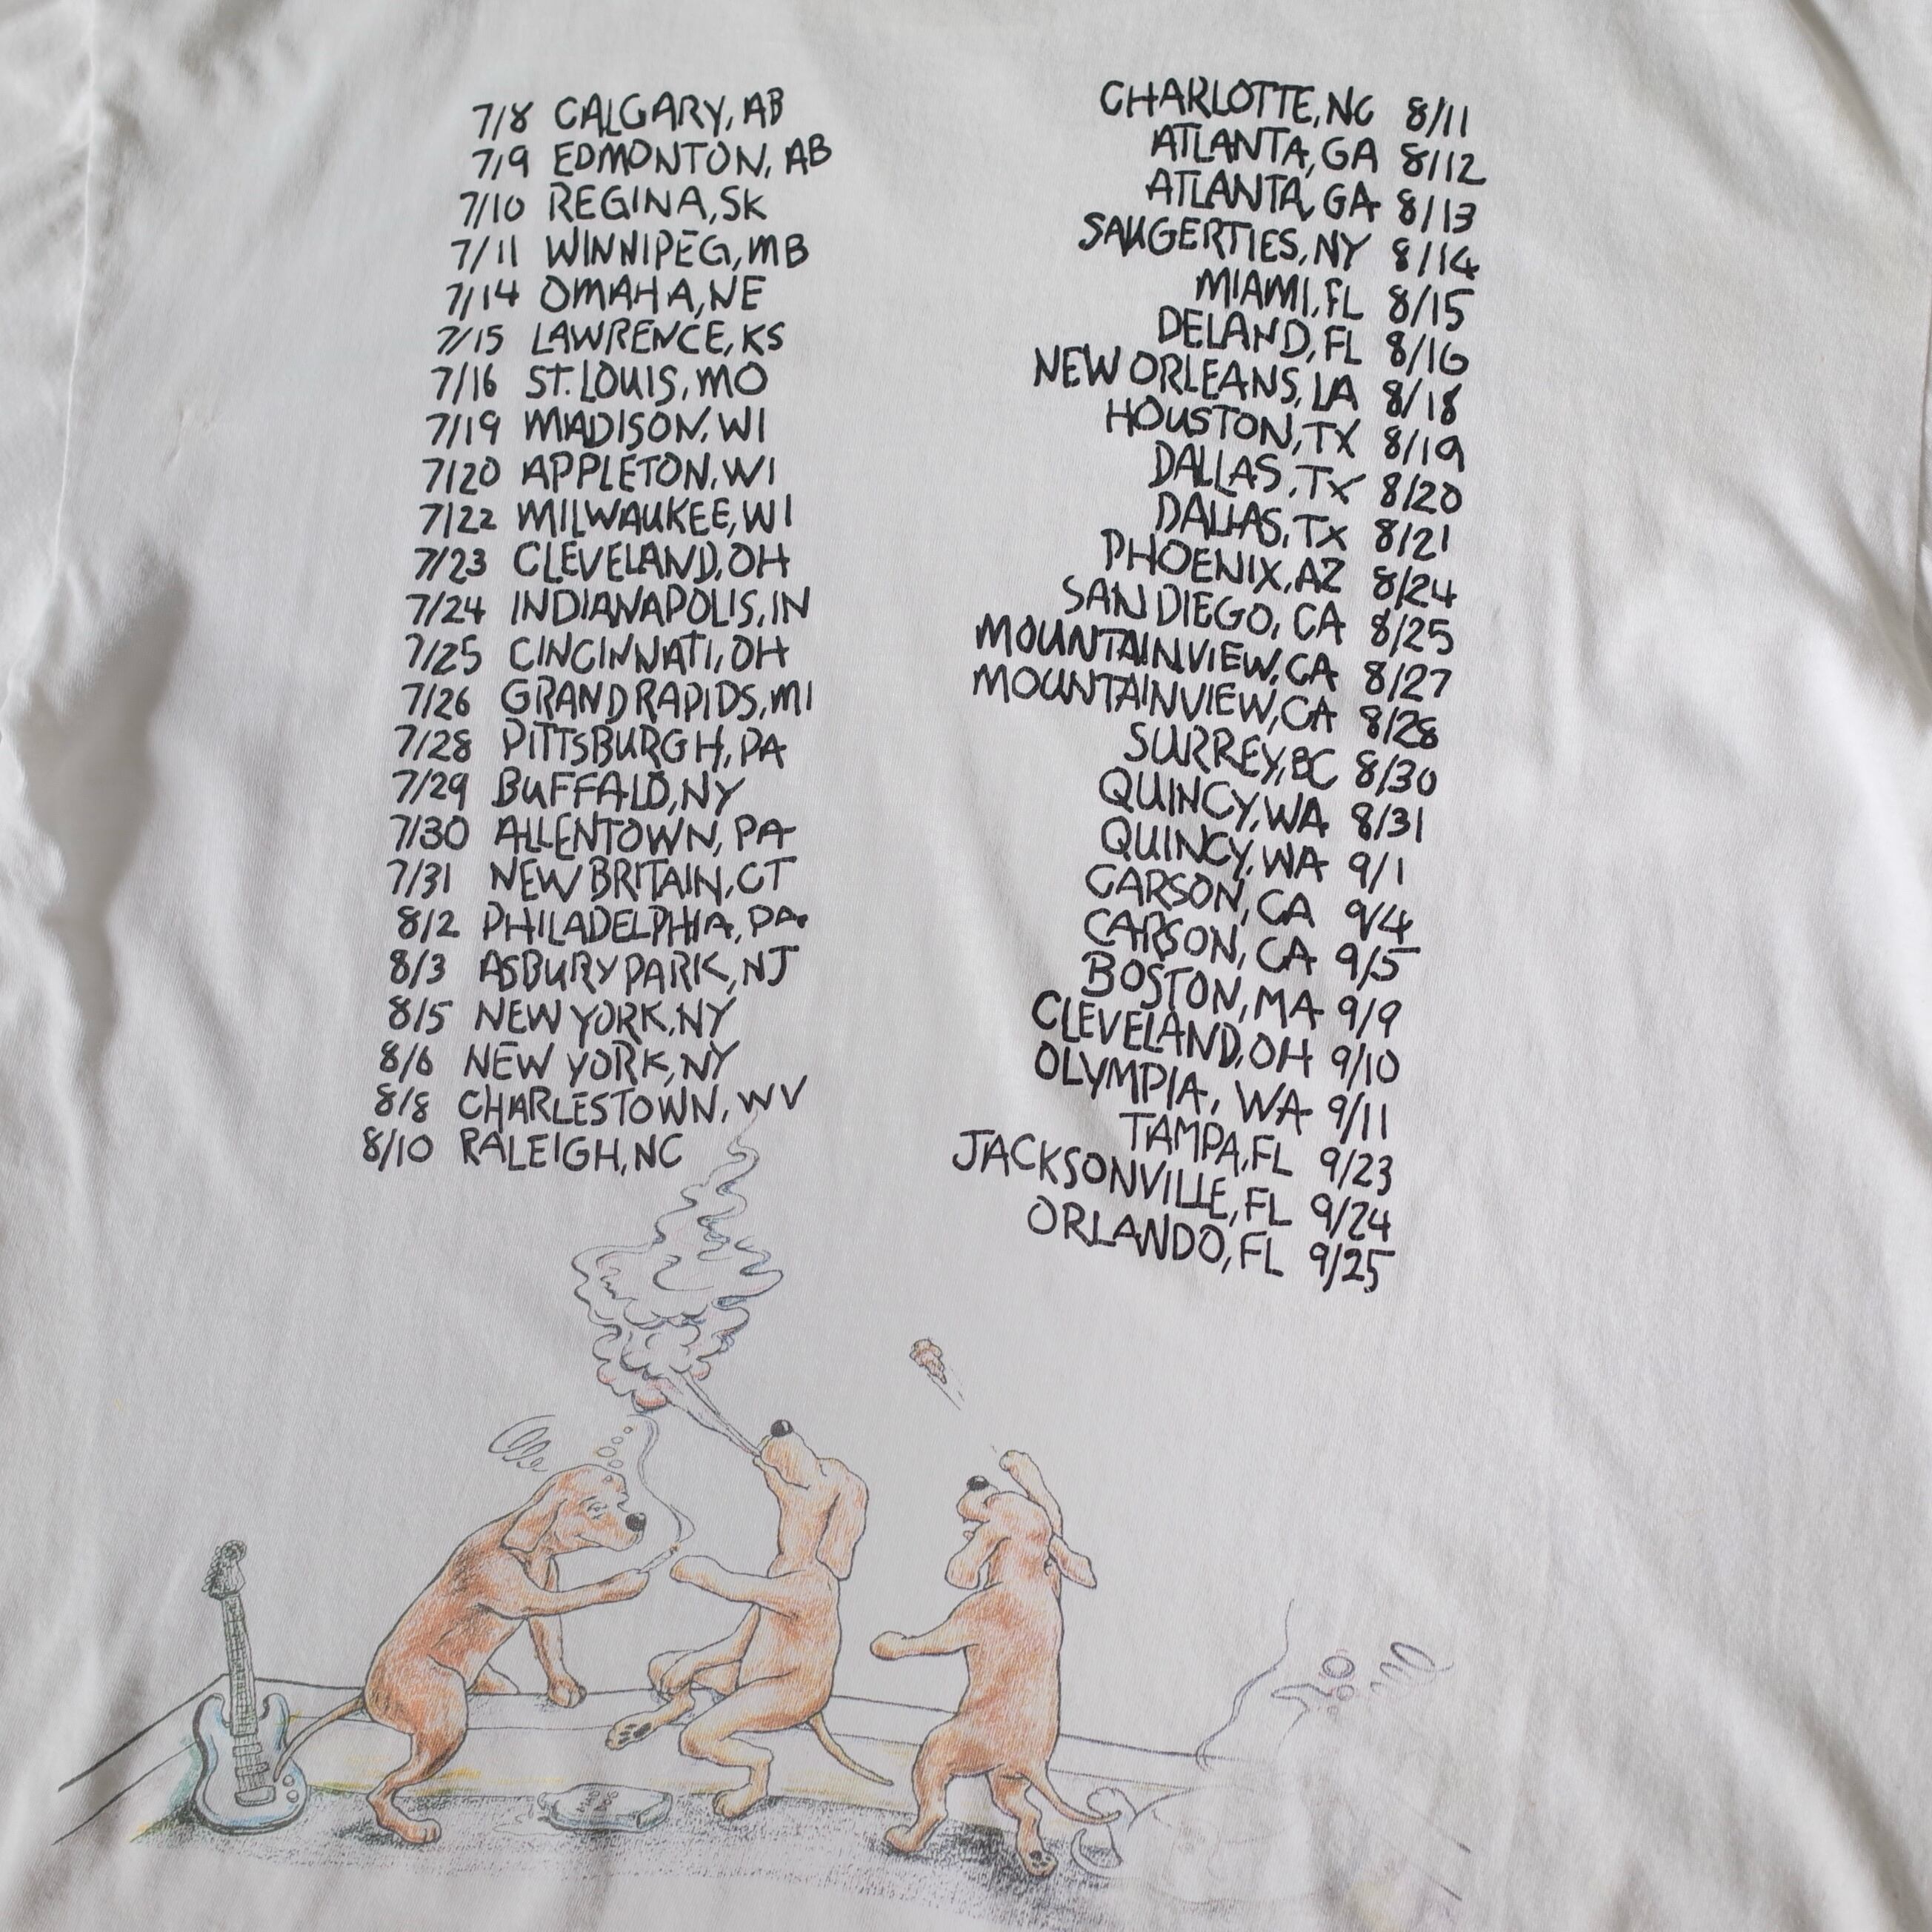 7/8 CALGARY, AB
7/9 EDMONTON, AB
7/10 REGINA, SK
7/11 WINNIPEG, MB
7/14 OMAHA, NE
7/15 LAWRENCE, KS
7/16 ST. LOUIS, MO
7/19 MADISON, WI
7/20 APPLETON, WI
7/22 MILWAUKEE, WI
7/23 CLEVELAND, OH
7/24 INDIANAPOLIS, IN
7/25 CINCINNATI, OH
7/26 GRAND RAPIDS, MI
7/28 PITTSBURGH, PA
7/29 BUFFALO, NY
7/30 ALLENTOWN, PA
7/31 NEW BRITAIN, CT
8/2 PHILADELPHIA, PA.
8/3 ASBURY PARK, NJ
8/5 NEW YORK, NY
8/6 NEW YORK, NY
8/8 CHARLESTOWN, WV
8/10 RALEIGH, NC
CHARLOTTE, NC 8/11
ATLANTA, GA 8/12
ATLANTA, GA 8/13
SAUGERTIES, NY 8/14
MIAMI, FL 8/15
DELAND, FL 8/16
NEW ORLEANS, LA 8/18
HOUSTON, TX 8/19
DALLAS, TX 8/20
DALLAS, TX 8/21
PHOENIX, AZ 8/24
SAN DIEGO, CA 8/25
MOUNTAINVIEW, CA 8/27
MOUNTAINVIEW, CA 8/28
SURREY, BC 8/30
QUINCY, WA 8/31
QUINCY, WA 9/1
CARSON, CA 9/4
CARSON, CA 9/5
BOSTON, MA 9/9
CLEVELAND, OH 9/10
OLYMPIA, WA 9/11
TAMPA, FL 9/23
JACKSONVILLE, FL 9/24
ORLANDO, FL 9/25
MAD
DOG